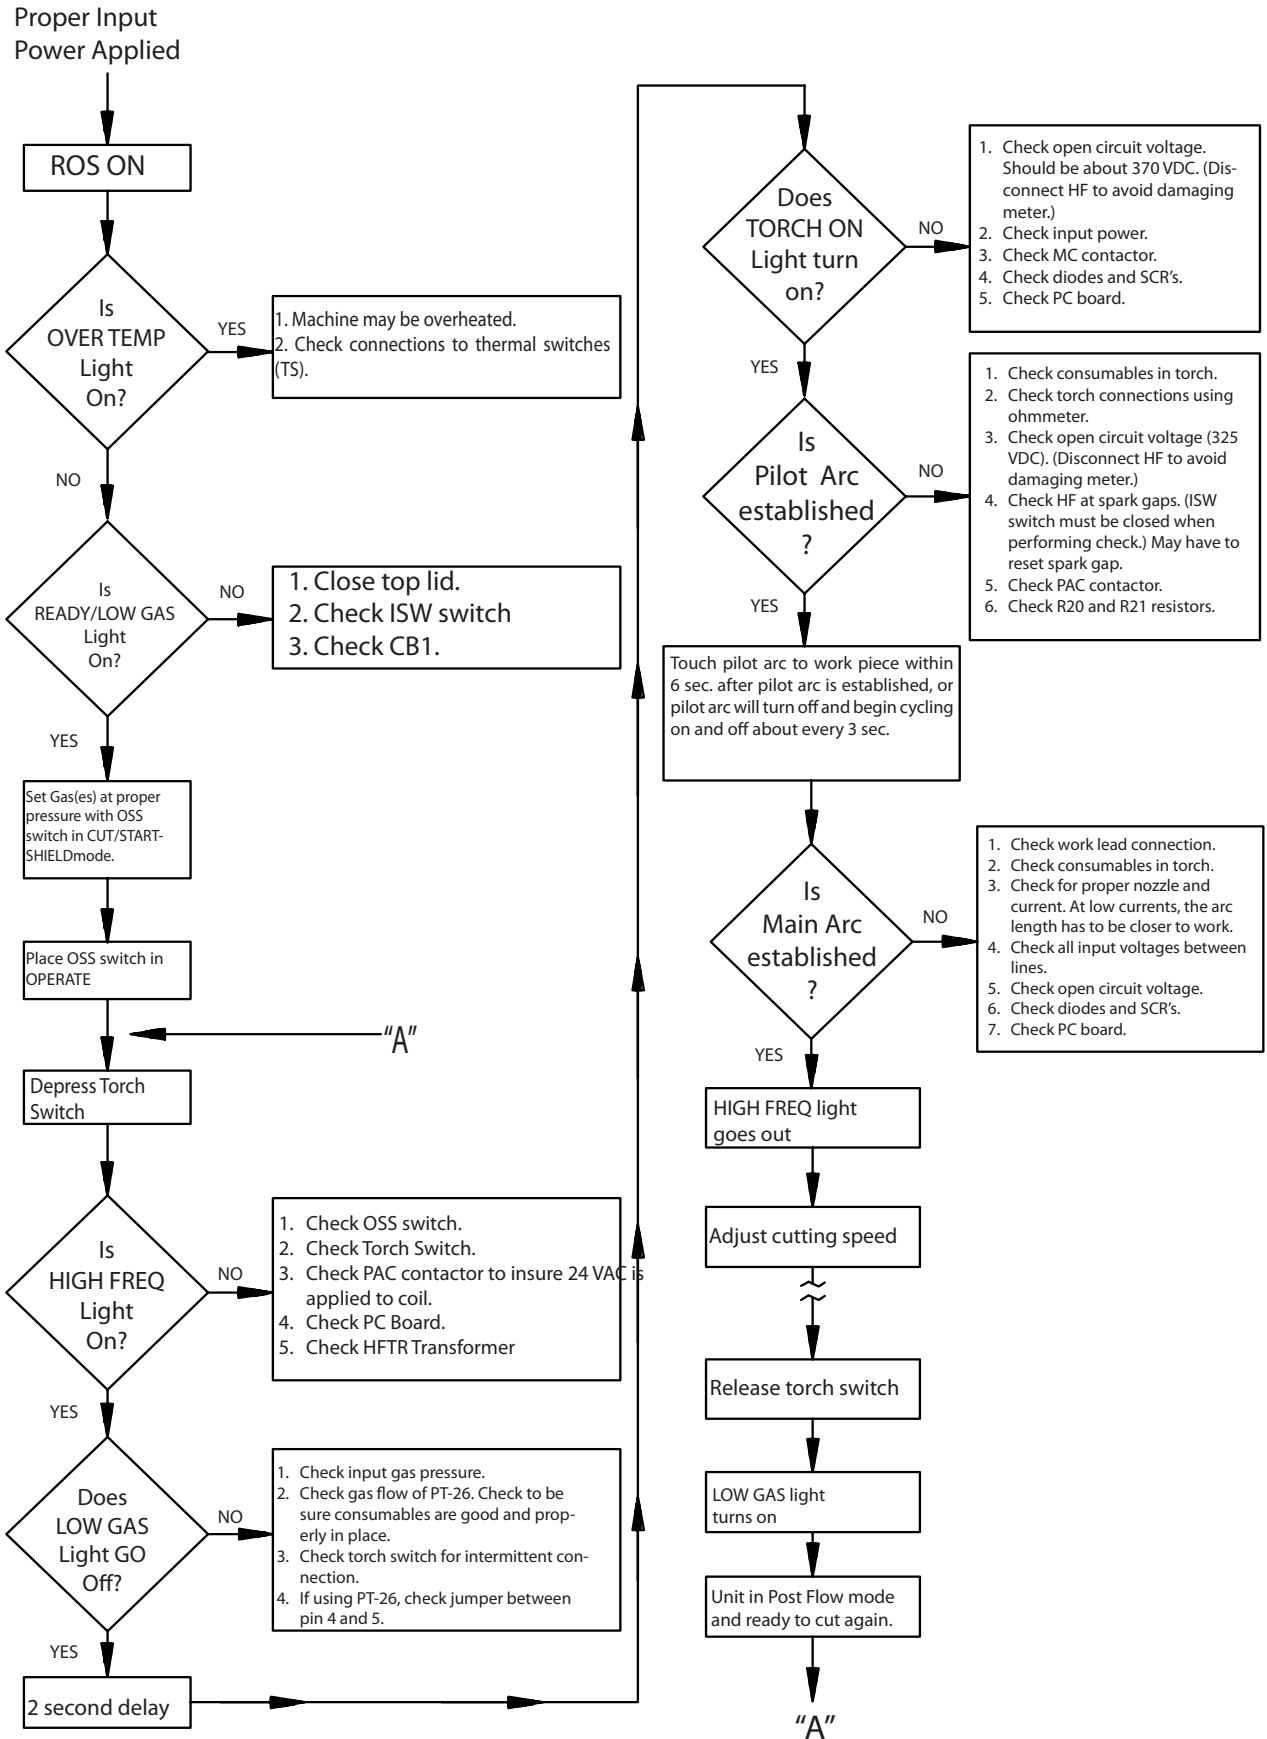 Proper Input
Power Applied
ROS ON
Is
OVER TEMP
Light
On?
YES
1. Machine may be overheated.
2. Check connections to thermal switches
(TS).
NO
Is
READY/LOW GAS
Light
On?
NO
1. Close top lid.
2. Check ISW switch
3. Check CB1.
YES
Set Gas(es) at proper
pressure with OSS
switch in CUT/START-
SHIELDmode.
Place OSS switch in
OPERATE
"A"
Depress Torch
Switch
Is
HIGH FREQ
Light
On?
NO
1. Check OSS switch.
2. Check Torch Switch.
3. Check PAC contactor to insure 24 VAC is
applied to coil.
4. Check PC Board.
5. Check HFTR Transformer
YES
Does
LOW GAS
Light GO
Off?
NO
1. Check input gas pressure.
2. Check gas flow of PT-26. Check to be
sure consumables are good and prop-
erly in place.
3. Check torch switch for intermittent con-
nection.
4. If using PT-26, check jumper between
pin 4 and 5.
YES
2 second delay
Does
TORCH ON
Light turn
on?
NO
1. Check open circuit voltage.
Should be about 370 VDC. (Dis-
connect HF to avoid damaging
meter.)
2. Check input power.
3. Check MC contactor.
4. Check diodes and SCR's.
5. Check PC board.
YES
Is
Pilot Arc
established
?
NO
1. Check consumables in torch.
2. Check torch connections using
ohmmeter.
3. Check open circuit voltage (325
VDC). (Disconnect HF to avoid
damaging meter.)
4. Check HF at spark gaps. (ISW
switch must be closed when
performing check.) May have to
reset spark gap.
5. Check PAC contactor.
6. Check R20 and R21 resistors.
YES
Touch pilot arc to work piece within
6 sec. after pilot arc is established, or
pilot arc will turn off and begin cycling
on and off about every 3 sec.
Is
Main Arc
established
?
NO
1. Check work lead connection.
2. Check consumables in torch.
3. Check for proper nozzle and
current. At low currents, the arc
length has to be closer to work.
4. Check all input voltages between
lines.
5. Check open circuit voltage.
6. Check diodes and SCR's.
7. Check PC board.
YES
HIGH FREQ light
goes out
Adjust cutting speed
Release torch switch
LOW GAS light
turns on
Unit in Post Flow mode
and ready to cut again.
"A"